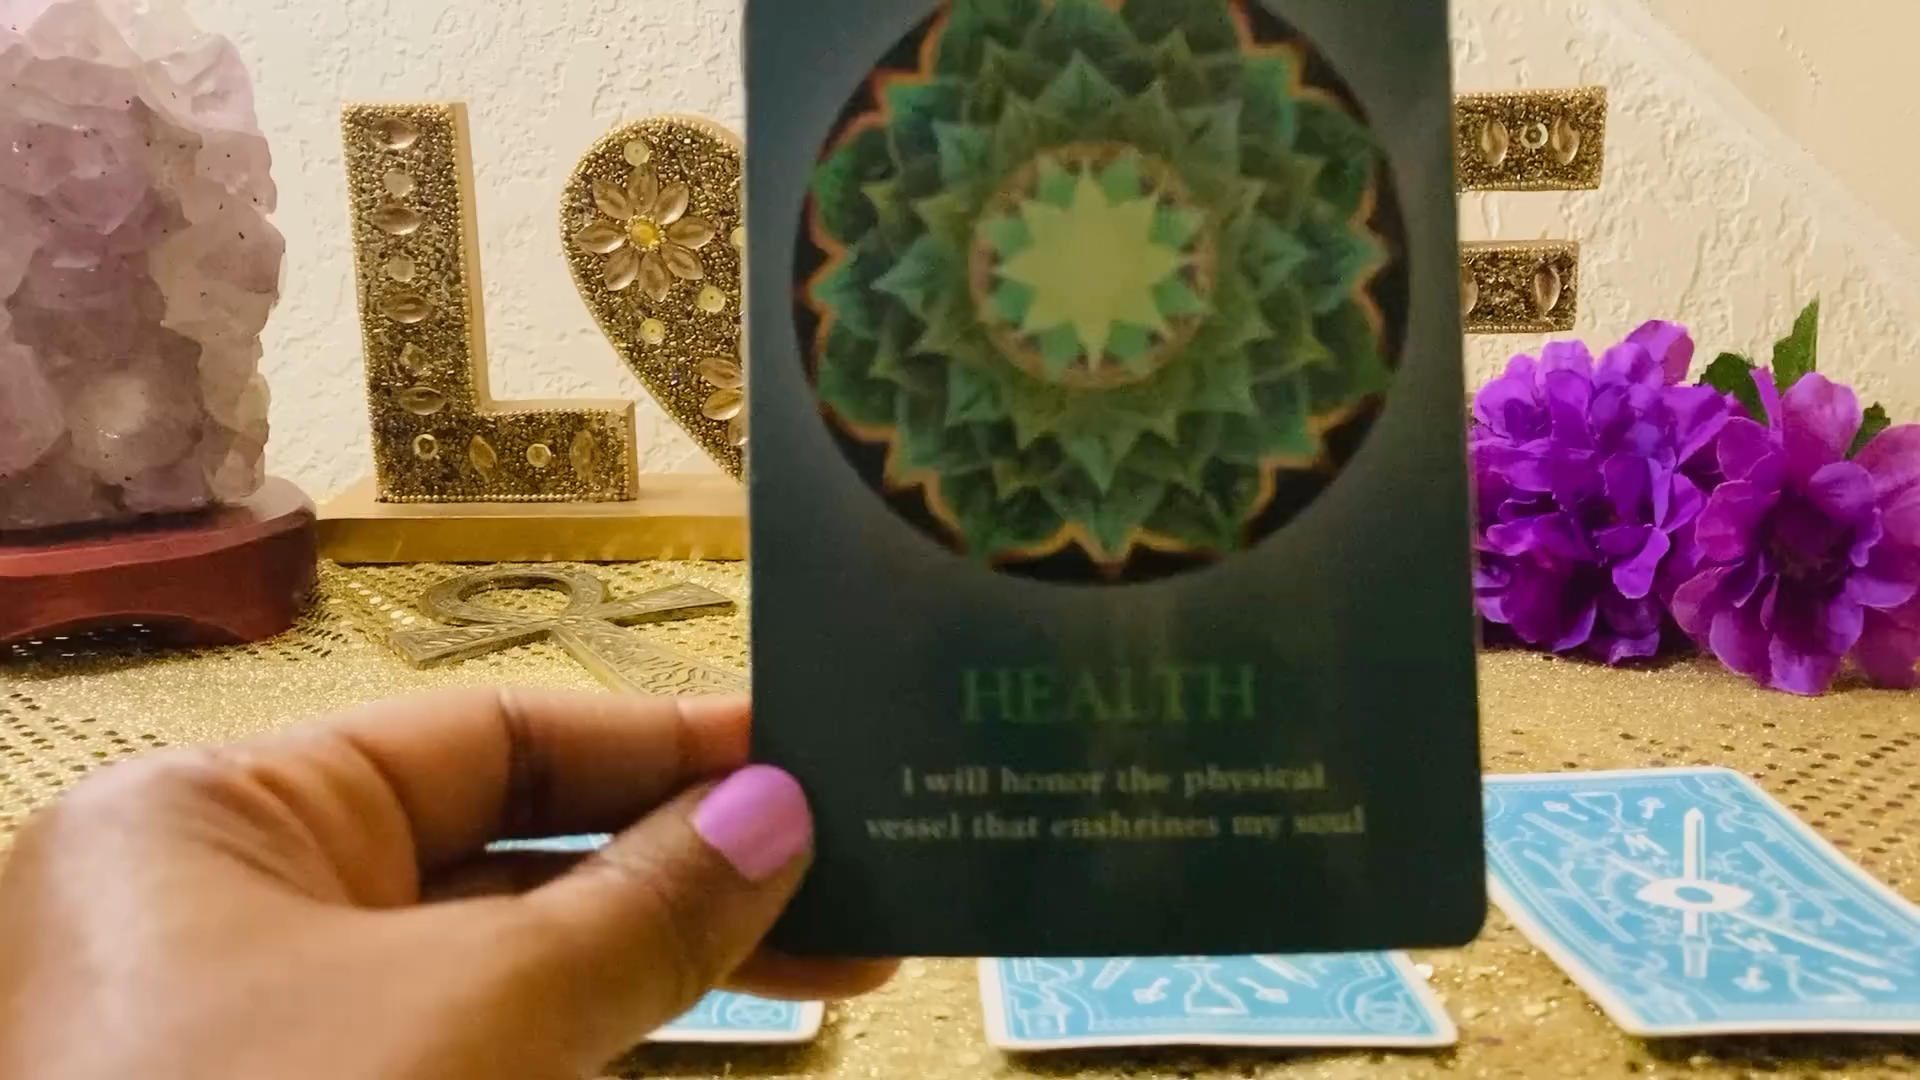 L E
HEALTH
I will honor the physical
vessel that enshrines my soul